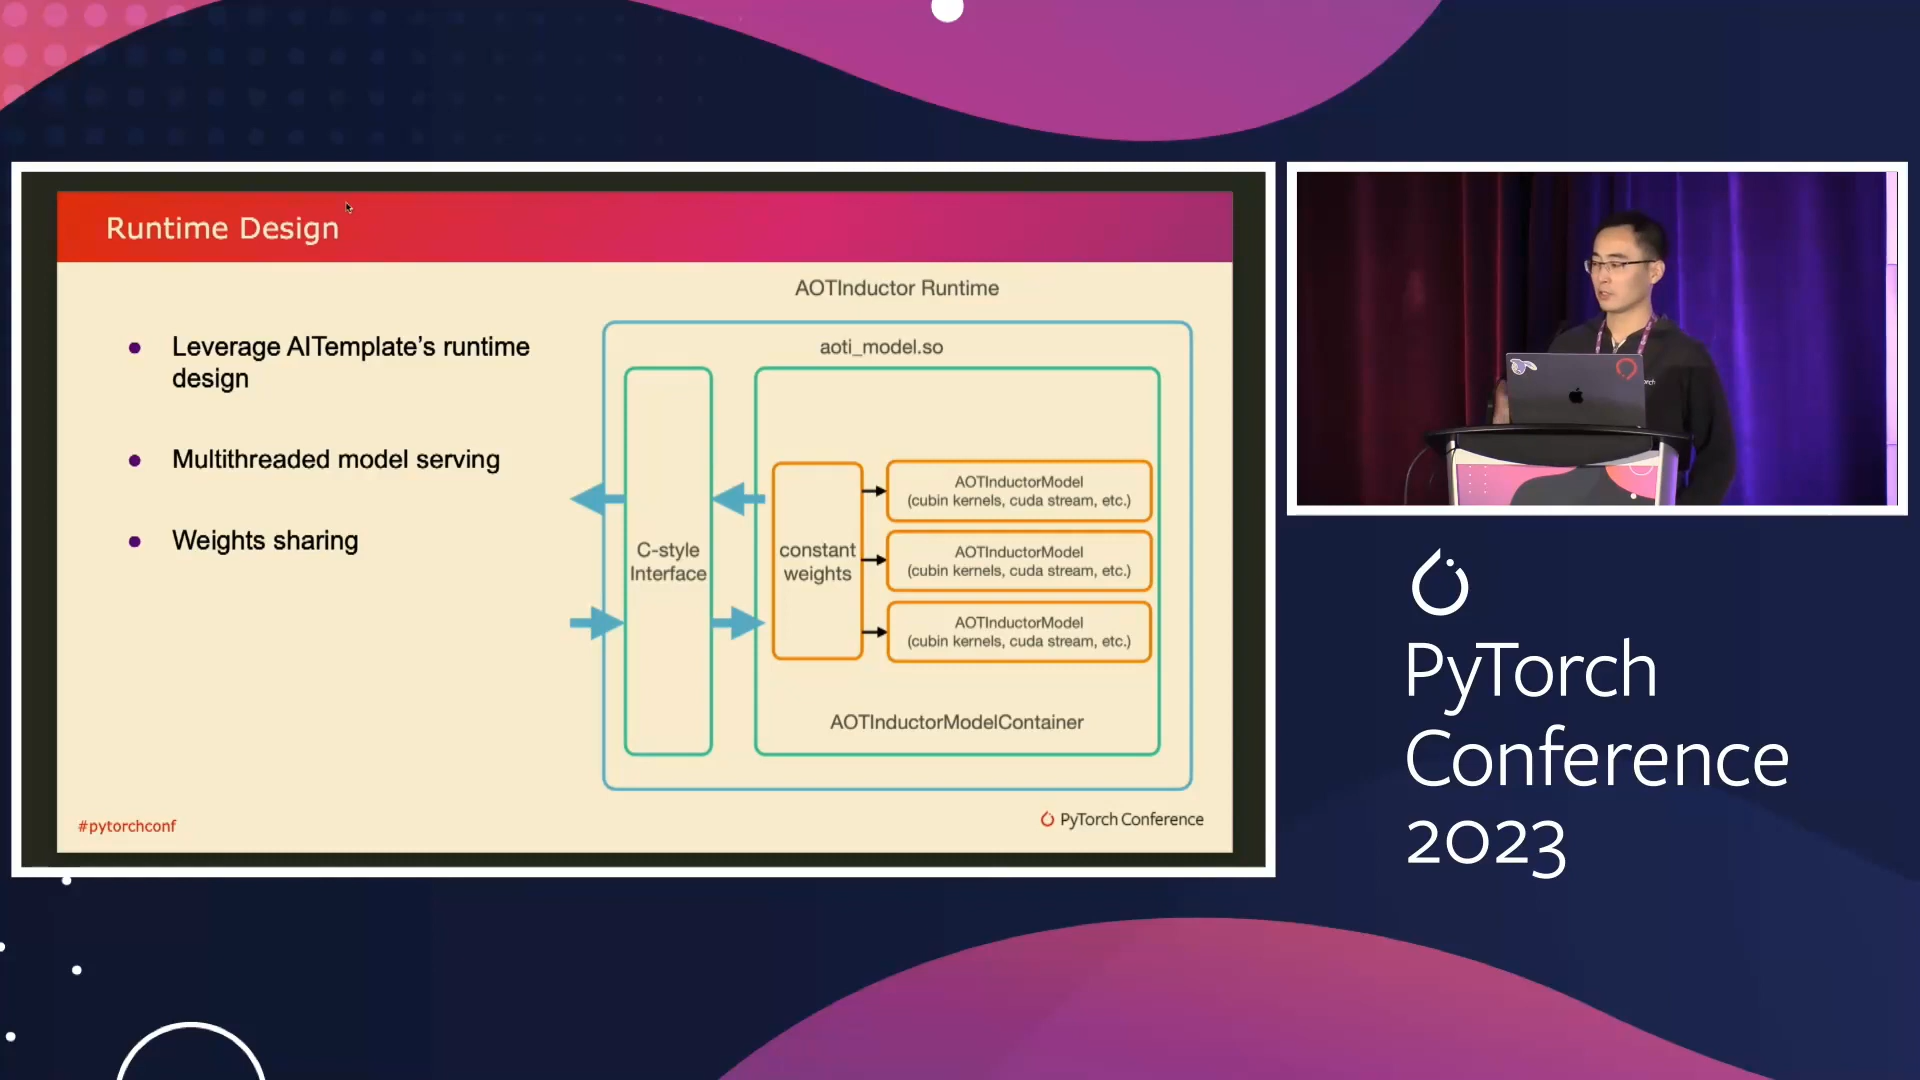 Runtime Design
Leverage AITemplate's runtime
design
Multithreaded model serving
Weights sharing
AOTInductor Runtime
aoti_model.so
C-style
Interface
constant
weights
AOTInductorModel
(cubin kernels, cuda stream, etc.)
AOTInductorModel
(cubin kernels, cuda stream, etc.)
AOTInductorModel
(cubin kernels, cuda stream, etc.)
AOTInductorModelContainer
#pytorchconf
PyTorch Conference
PyTorch
Conference
2023